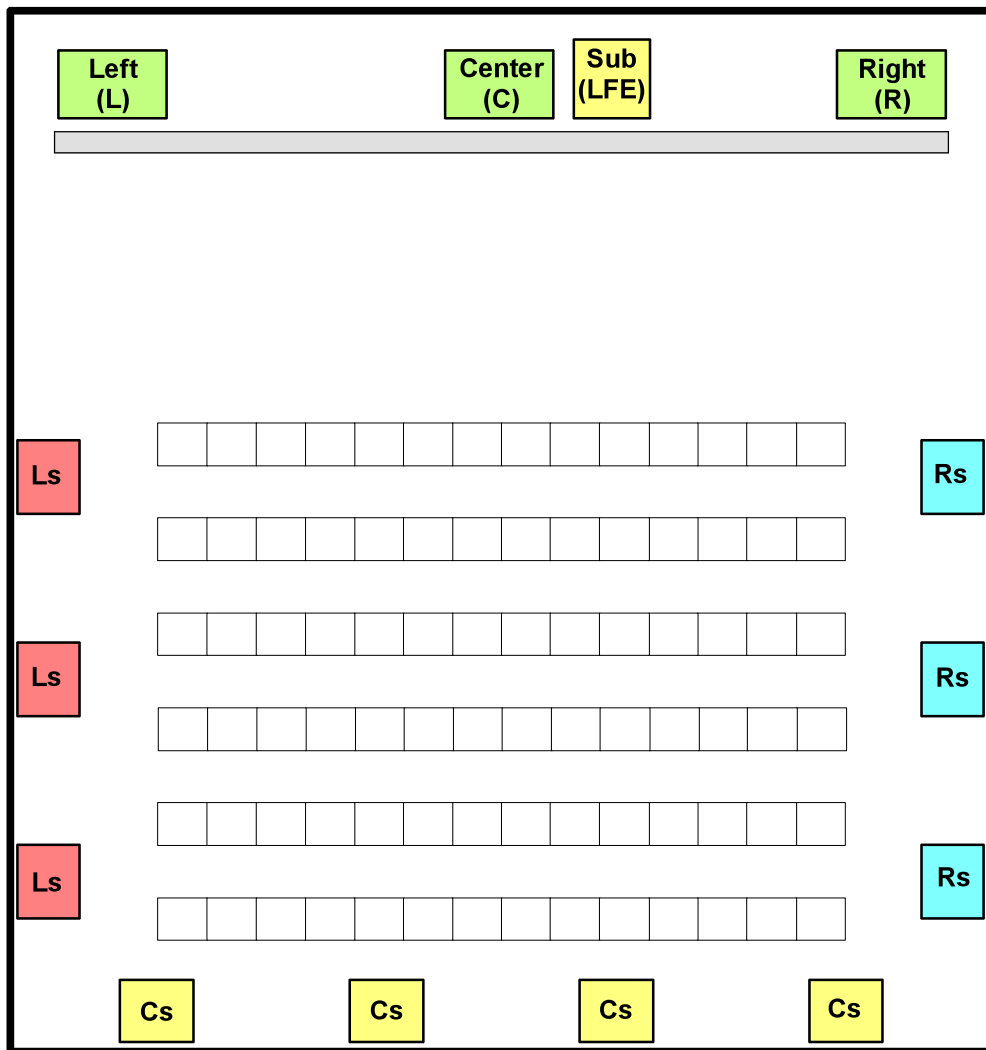 Left
(L)
Center
(C)
Sub
(LFE)
Right
(R)
Ls
Rs
Ls
Rs
Ls
Rs
Cs
Cs
Cs
Cs